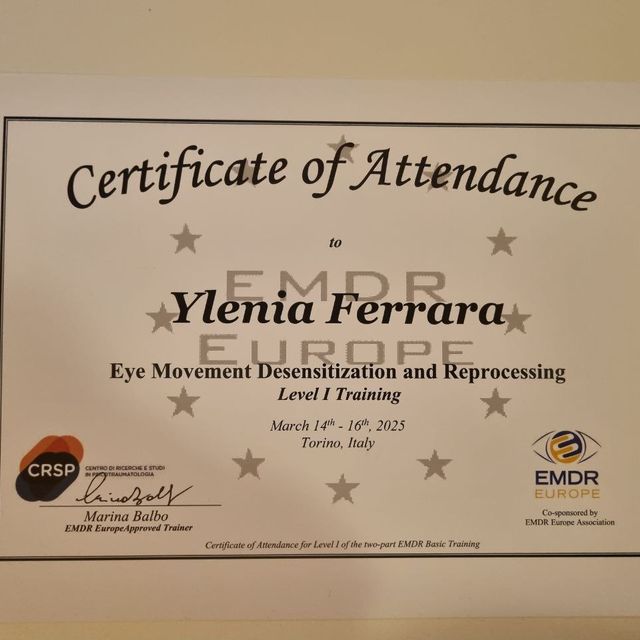 Certificate of Attendance
to
EMDR
Ylenia Ferrara
EUROPE
Eye Movement Desensitization and Reprocessing
Level I Training
March 14th - 16th, 2025
Torino, Italy
CRSP
CENTRO DI RICERCHE E STUDI
IN PSICOTRAUMATOLOGIA
Marina Balbo
EMDR EuropeApproved Trainer
EMDR
EUROPE
Co-sponsored by
EMDR Europe Association
Certificate of Attendance for Level I of the two-part EMDR Basic Training